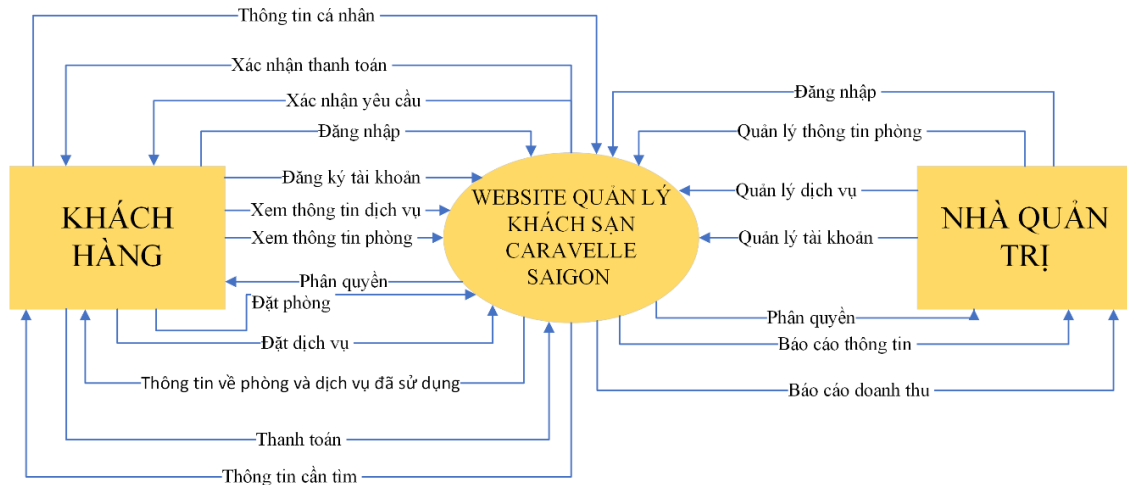 Thông tin cá nhân
Xác nhận thanh toán
Xác nhận yêu cầu
Đăng nhập
Đăng nhập
Quản lý thông tin phòng
Đăng ký tài khoản
Xem thông tin dịch vụ
Xem thông tin phòng
KHÁCH
HÀNG
WEBSITE QUẢN LÝ
KHÁCH SẠN
CARAVELLE
SAIGON
Quản lý dịch vụ
Quản lý tài khoản
NHÀ QUẢN
TRỊ
Phân quyền
Đặt phòng
Đặt dịch vụ
Phân quyền
Báo cáo thông tin
Thông tin về phòng và dịch vụ đã sử dụng
Báo cáo doanh thu
Thanh toán
Thông tin cần tìm